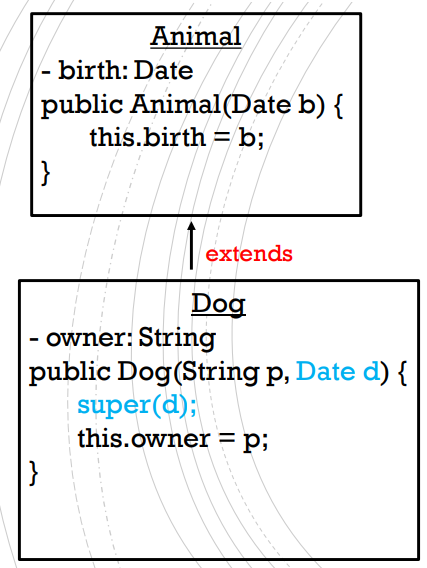 Animal
- birth: Date
public Animal(Date b) {
this.birth = b;
}
extends
Dog
- owner: String
public Dog(String p, Date d) {
super(d);
this.owner = p;
}